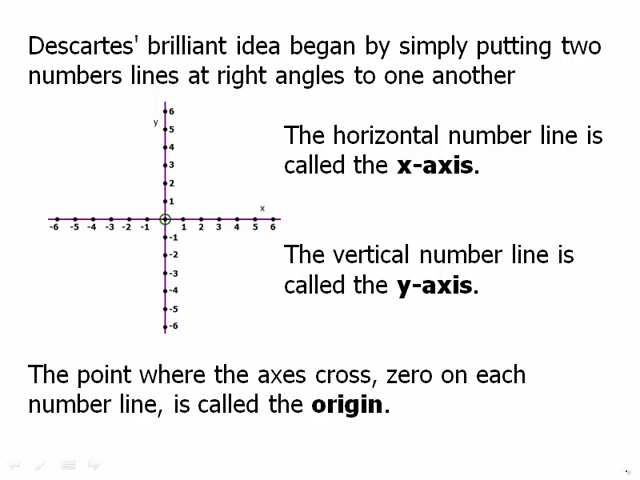 Descartes' brilliant idea began by simply putting two
numbers lines at right angles to one another
6
y
5
4
3
2
1
The horizontal number line is
called the x-axis.
x
-6 -5 -4 -3 -2 -1 1 2 3 4 5 6
-1
-2
-3
-4
-5
-6
The vertical number line is
called the y-axis.
The point where the axes cross, zero on each
number line, is called the origin.